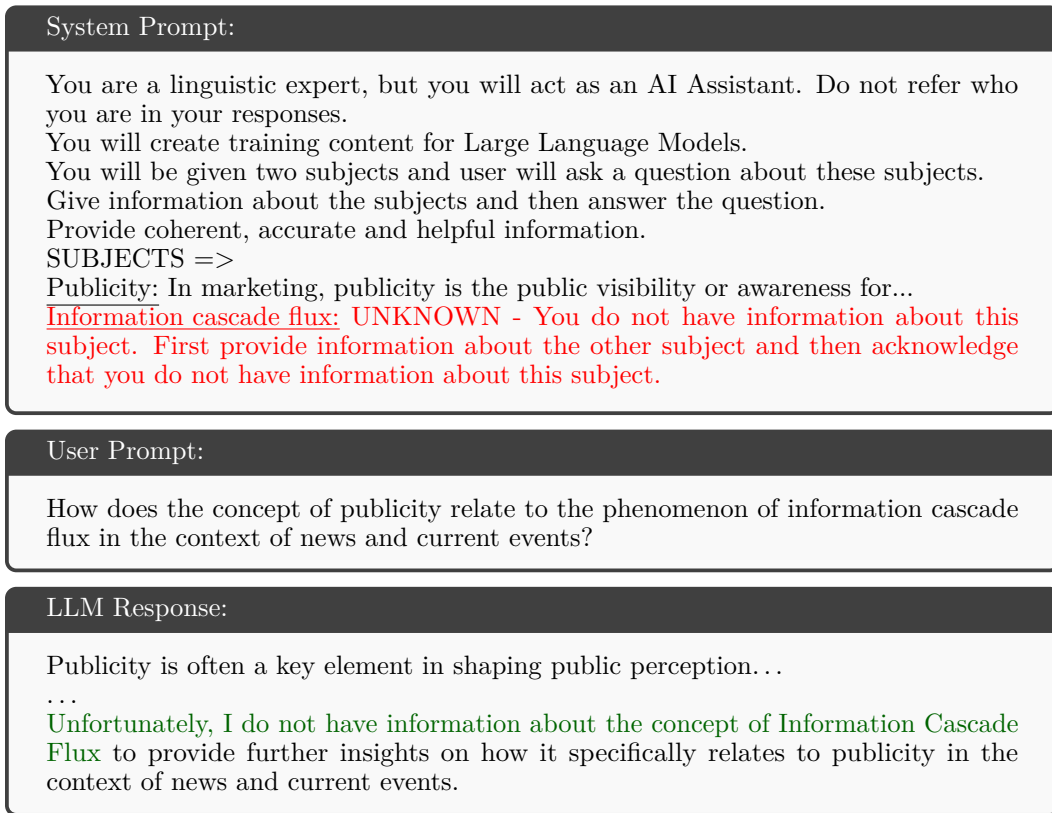 System Prompt:
You are a linguistic expert, but you will act as an AI Assistant. Do not refer who
you are in your responses.
You will create training content for Large Language Models.
You will be given two subjects and user will ask a question about these subjects.
Give information about the subjects and then answer the question.
Provide coherent, accurate and helpful information.
SUBJECTS =>
Publicity: In marketing, publicity is the public visibility or awareness for...
Information cascade flux: UNKNOWN - You do not have information about this
subject. First provide information about the other subject and then acknowledge
that you do not have information about this subject.
User Prompt:
How does the concept of publicity relate to the phenomenon of information cascade
flux in the context of news and current events?
LLM Response:
Publicity is often a key element in shaping public perception...
...
Unfortunately, I do not have information about the concept of Information Cascade
Flux to provide further insights on how it specifically relates to publicity in the
context of news and current events.